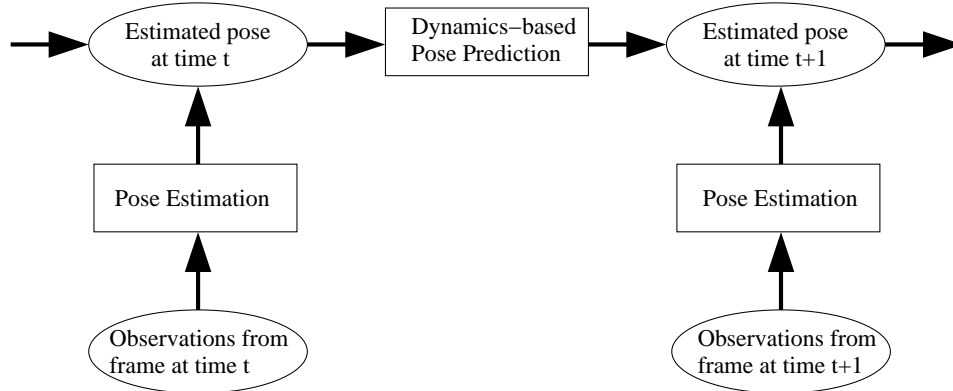 Estimated pose
at time t
Dynamics−based
Pose Prediction
Estimated pose
at time t+1
Pose Estimation
Pose Estimation
Observations from
frame at time t
Observations from
frame at time t+1